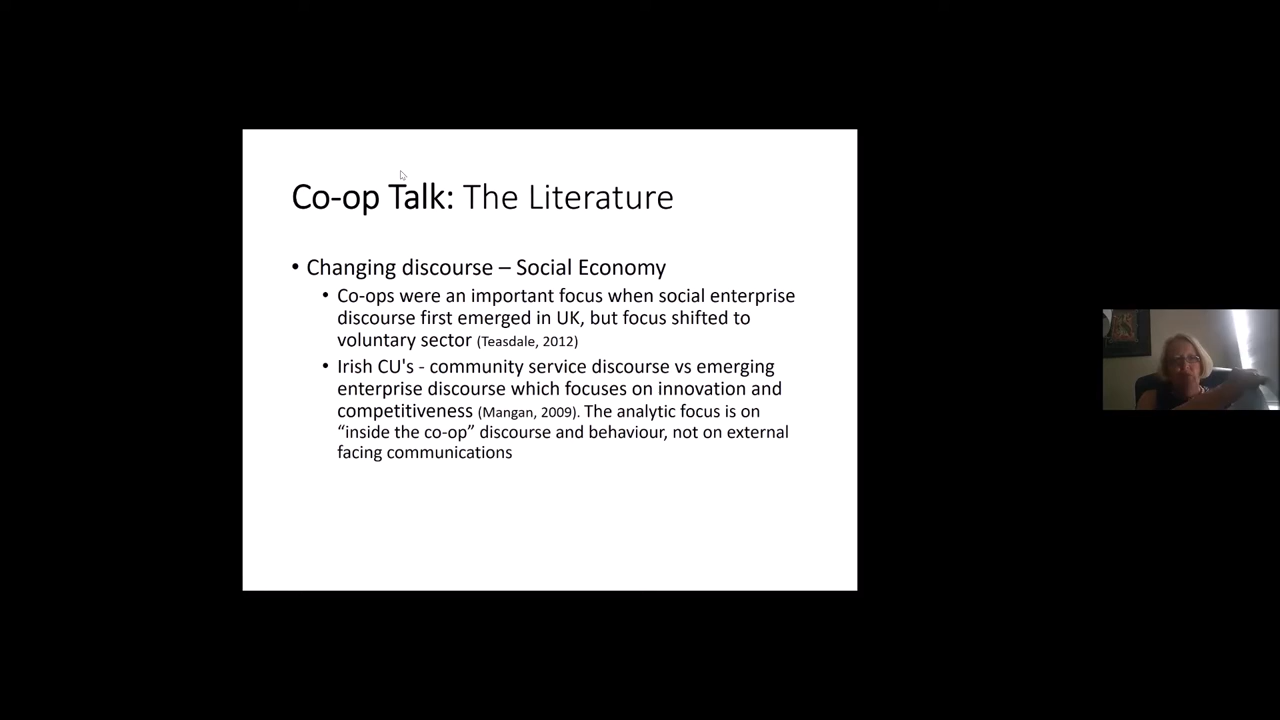 Co-op Talk: The Literature
• Changing discourse – Social Economy
• Co-ops were an important focus when social enterprise
discourse first emerged in UK, but focus shifted to
voluntary sector (Teasdale, 2012)
• Irish CU's - community service discourse vs emerging
enterprise discourse which focuses on innovation and
competitiveness (Mangan, 2009). The analytic focus is on
“inside the co-op” discourse and behaviour, not on external
facing communications